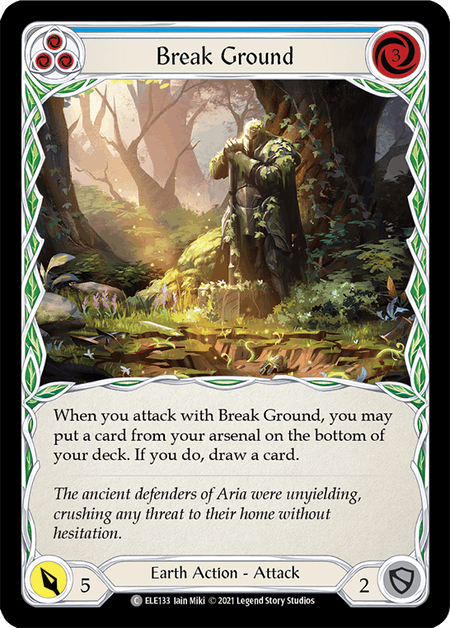 Break Ground
3
When you attack with Break Ground, you may
put a card from your arsenal on the bottom of
your deck. If you do, draw a card.
The ancient defenders of Aria were unyielding,
crushing any threat to their home without
hesitation.
5
Earth Action - Attack
2
C ELE133 Iain Miki © 2021 Legend Story Studios